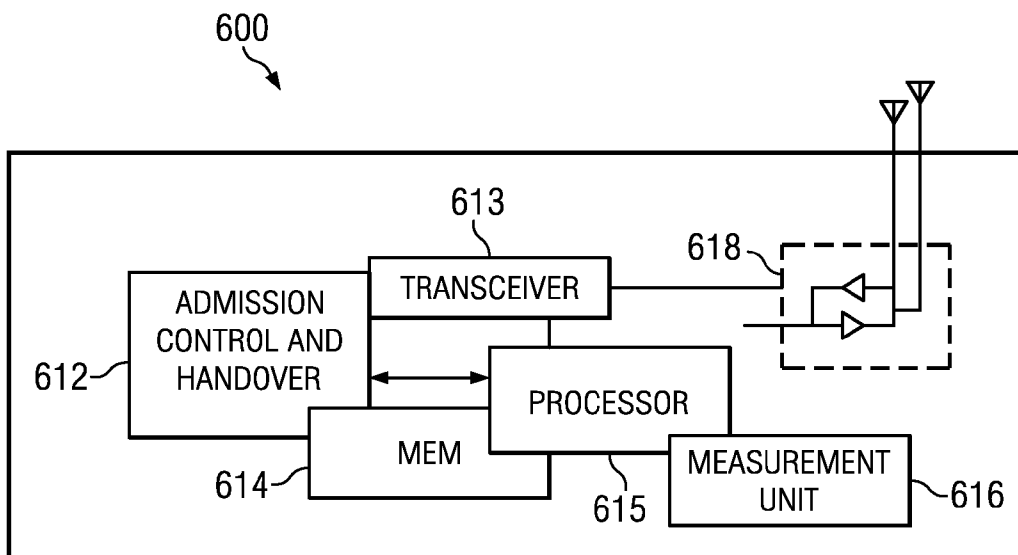 600
613
TRANSCEIVER
618
ADMISSION
CONTROL AND
HANDOVER
612
PROCESSOR
MEM
614
615
MEASUREMENT
UNIT
616